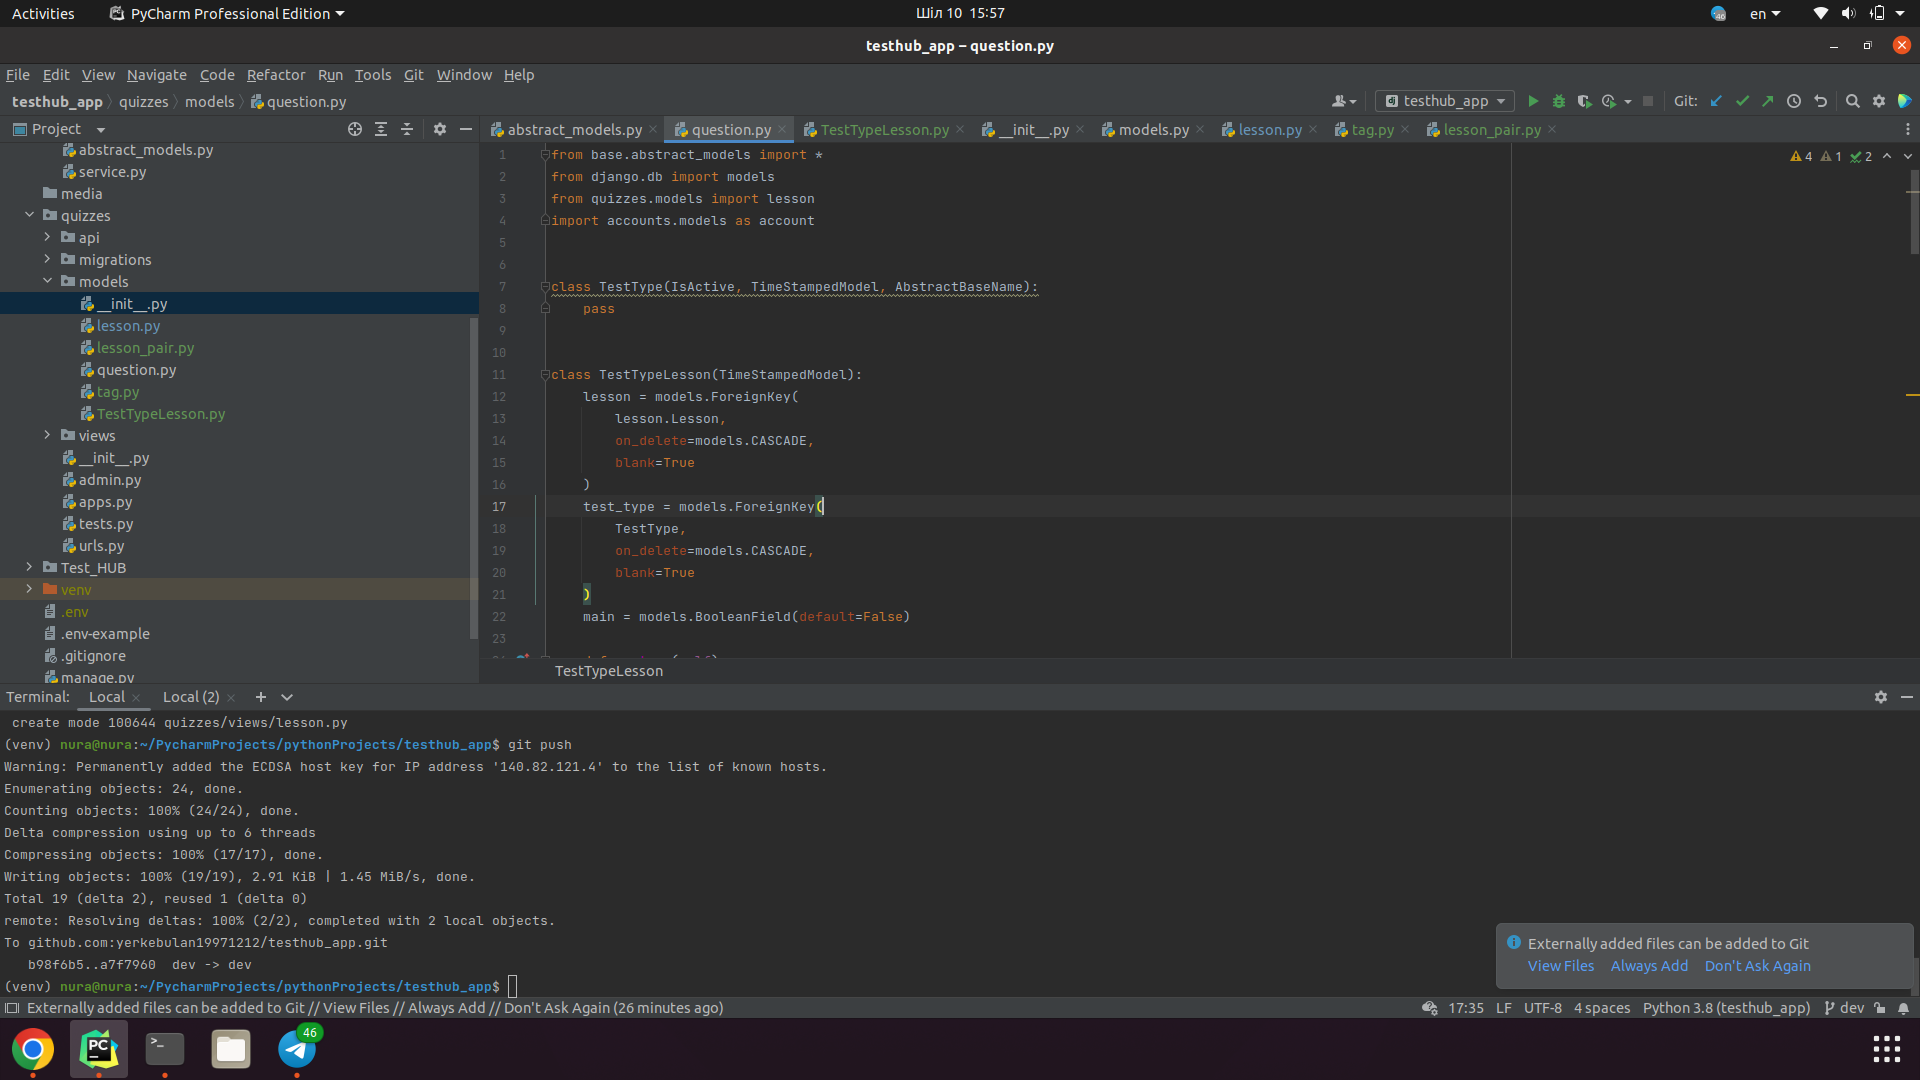 Activities
PyCharm Professional Edition
Шіл 10 15:57
46
en
testhub_app – question.py
File Edit View Navigate Code Refactor Run Tools Git Window Help
testhub_app quizzes models question.py
testhub_app
Git:
Project
abstract_models.py
question.py
TestTypeLesson.py
__init__.py
models.py
lesson.py
tag.py
lesson_pair.py
abstract_models.py
service.py
media
quizzes
api
migrations
models
__init__.py
lesson.py
lesson_pair.py
question.py
tag.py
TestTypeLesson.py
views
__init__.py
admin.py
apps.py
tests.py
urls.py
Test_HUB
venv
.env
.env-example
.gitignore
manage.py
4 1 2
1 from base.abstract_models import *
2 from django.db import models
3 from quizzes.models import lesson
4 import accounts.models as account
5
6
7 class TestType(IsActive, TimeStampedModel, AbstractBaseName):
8 pass
9
10
11 class TestTypeLesson(TimeStampedModel):
12 lesson = models.ForeignKey(
13 lesson.Lesson,
14 on_delete=models.CASCADE,
15 blank=True
16 )
17 test_type = models.ForeignKey(
18 TestType,
19 on_delete=models.CASCADE,
20 blank=True
21 )
22 main = models.BooleanField(default=False)
23
TestTypeLesson
Terminal: Local Local (2)
create mode 100644 quizzes/views/lesson.py
(venv) nura@nura:~/PycharmProjects/pythonProjects/testhub_app$ git push
Warning: Permanently added the ECDSA host key for IP address '140.82.121.4' to the list of known hosts.
Enumerating objects: 24, done.
Counting objects: 100% (24/24), done.
Delta compression using up to 6 threads
Compressing objects: 100% (17/17), done.
Writing objects: 100% (19/19), 2.91 KiB | 1.45 MiB/s, done.
Total 19 (delta 2), reused 1 (delta 0)
remote: Resolving deltas: 100% (2/2), completed with 2 local objects.
To github.com:yerkebulan19971212/testhub_app.git
b98f6b5..a7f7960 dev -> dev
(venv) nura@nura:~/PycharmProjects/pythonProjects/testhub_app$
Externally added files can be added to Git
View Files Always Add Don't Ask Again
Externally added files can be added to Git // View Files // Always Add // Don't Ask Again (26 minutes ago)
17:35 LF UTF-8 4 spaces Python 3.8 (testhub_app) dev
PC
46